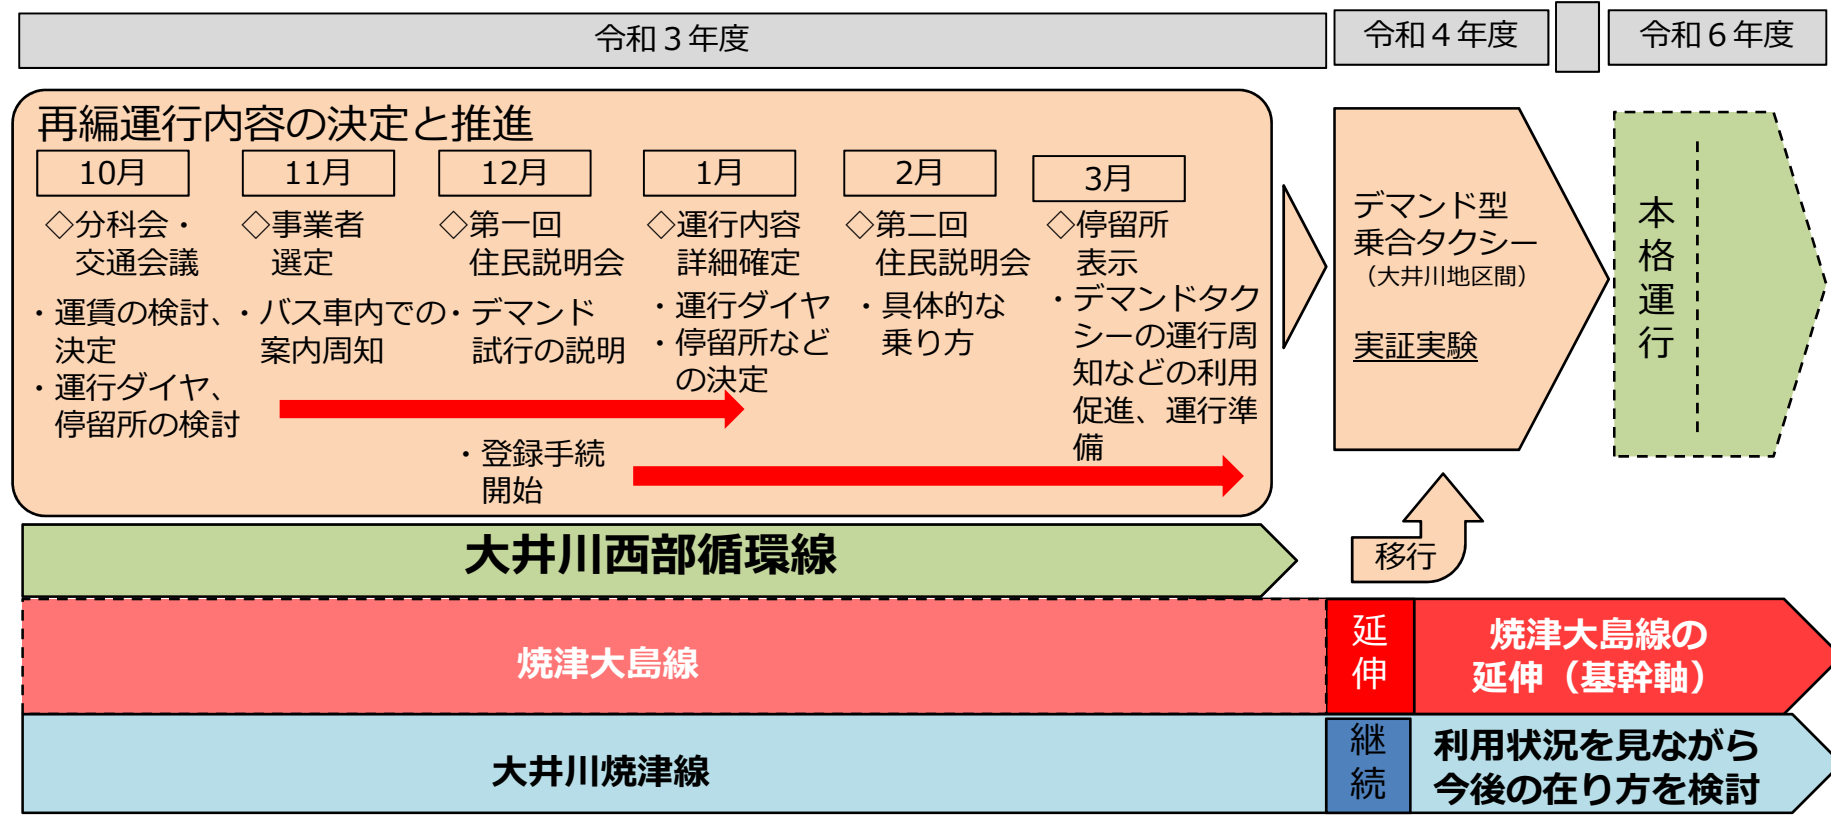 令和３年度
令和４年度
令和６年度
再編運行内容の決定と推進
10月
◇分科会・
交通会議
・運賃の検討、
決定
・運行ダイヤ、
停留所の検討
11月
◇事業者
選定
・バス車内での
案内周知
12月
◇第一回
住民説明会
・デマンド
試行の説明
・登録手続
開始
1月
◇運行内容
詳細確定
・運行ダイヤ
・停留所など
の決定
2月
◇第二回
住民説明会
・具体的な
乗り方
3月
◇停留所
表示
・デマンドタク
シーの運行周
知などの利用
促進、運行準
備
デマンド型
乗合タクシー
（大井川地区間）
実証実験
本格運行
移行
大井川西部循環線
焼津大島線
延伸
焼津大島線の
延伸（基幹軸）
大井川焼津線
継続
利用状況を見ながら
今後の在り方を検討